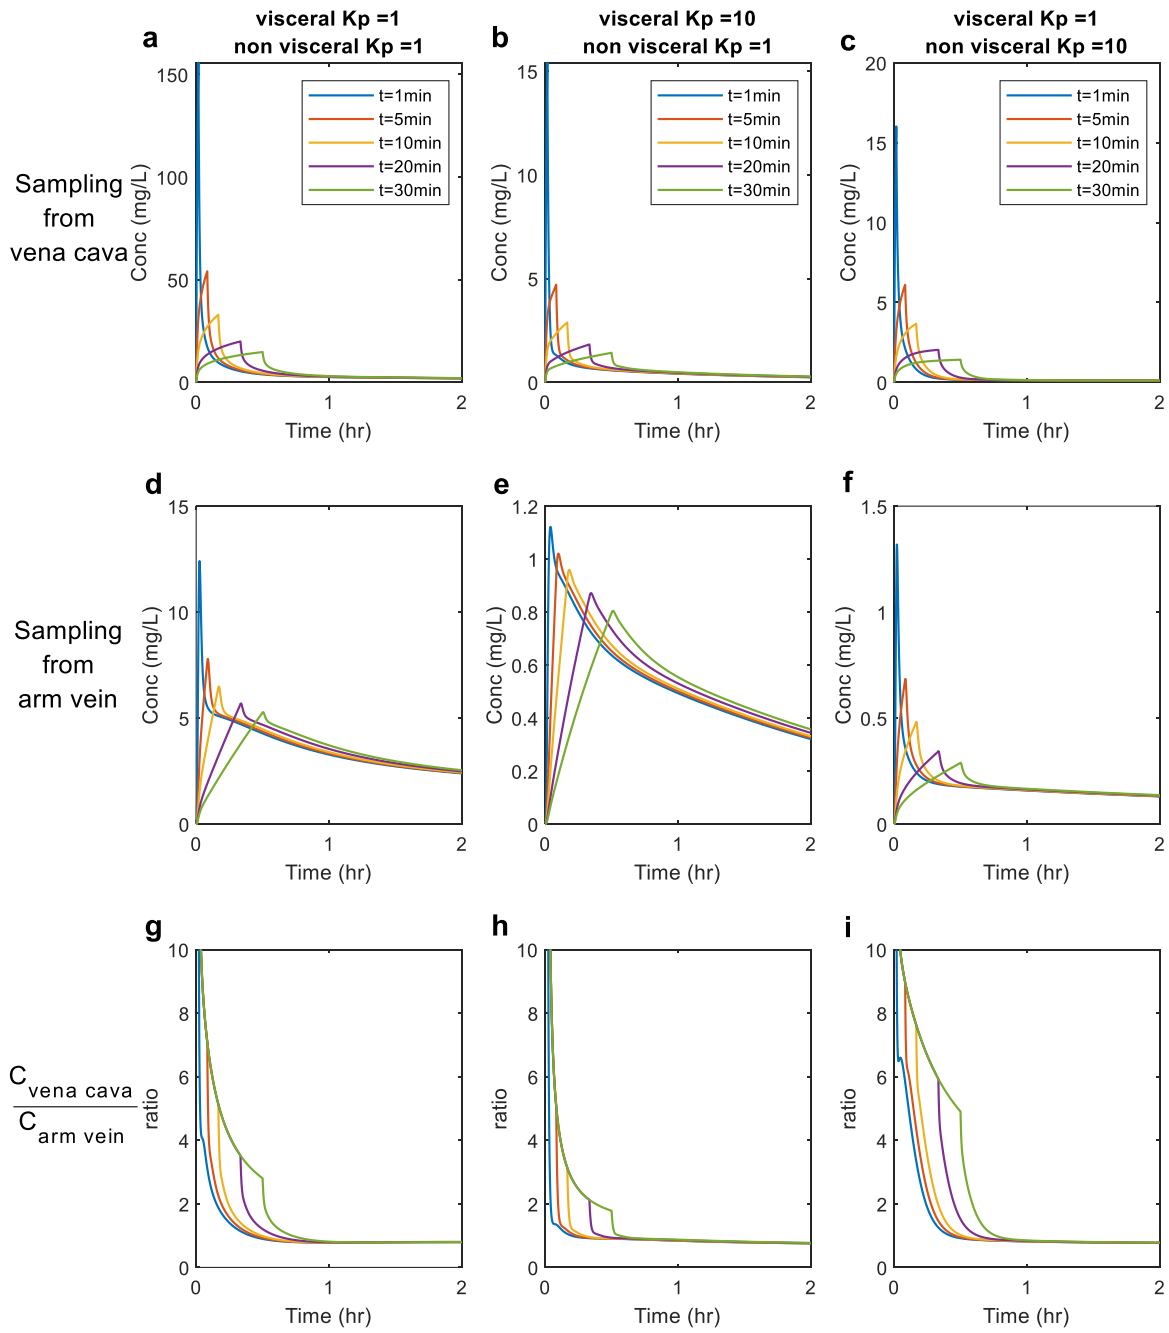 visceral Kp =1
non visceral Kp =1
visceral Kp =10
non visceral Kp =1
visceral Kp =1
non visceral Kp =10
Sampling
from
vena cava
a
Conc (mg/L)
150
100
50
0
0
1
2
Time (hr)
t=1min
t=5min
t=10min
t=20min
t=30min
b
Conc (mg/L)
15
10
5
0
0
1
2
Time (hr)
t=1min
t=5min
t=10min
t=20min
t=30min
c
Conc (mg/L)
20
15
10
5
0
0
1
2
Time (hr)
t=1min
t=5min
t=10min
t=20min
t=30min
Sampling
from
arm vein
d
Conc (mg/L)
15
10
5
0
0
1
2
Time (hr)
e
Conc (mg/L)
1.2
1
0.8
0.6
0.4
0.2
0
0
1
2
Time (hr)
f
Conc (mg/L)
1.5
1
0.5
0
0
1
2
Time (hr)
C vena cava
C arm vein
g
ratio
10
8
6
4
2
0
0
1
2
Time (hr)
h
ratio
10
8
6
4
2
0
0
1
2
Time (hr)
i
ratio
10
8
6
4
2
0
0
1
2
Time (hr)